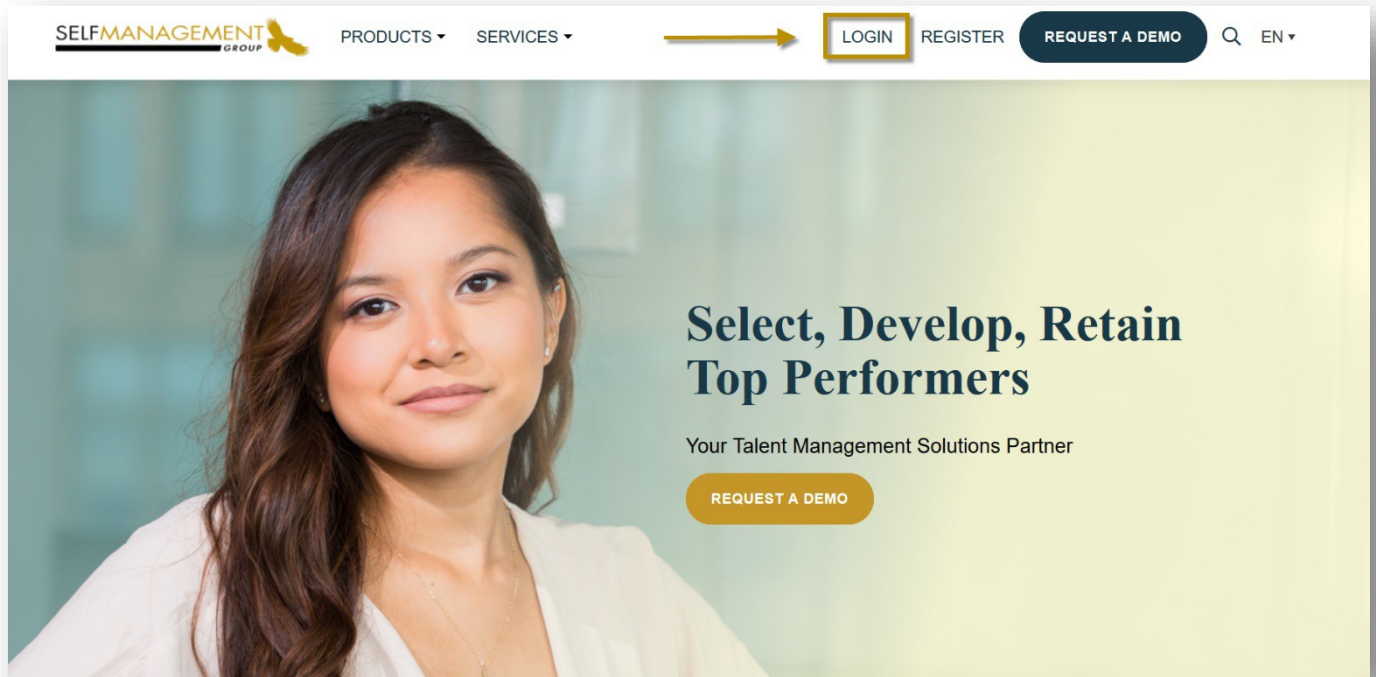 SELFMANAGEMENT
GROUP
PRODUCTS
SERVICES
LOGIN
REGISTER
REQUEST A DEMO
EN
Select, Develop, Retain
Top Performers
Your Talent Management Solutions Partner
REQUEST A DEMO